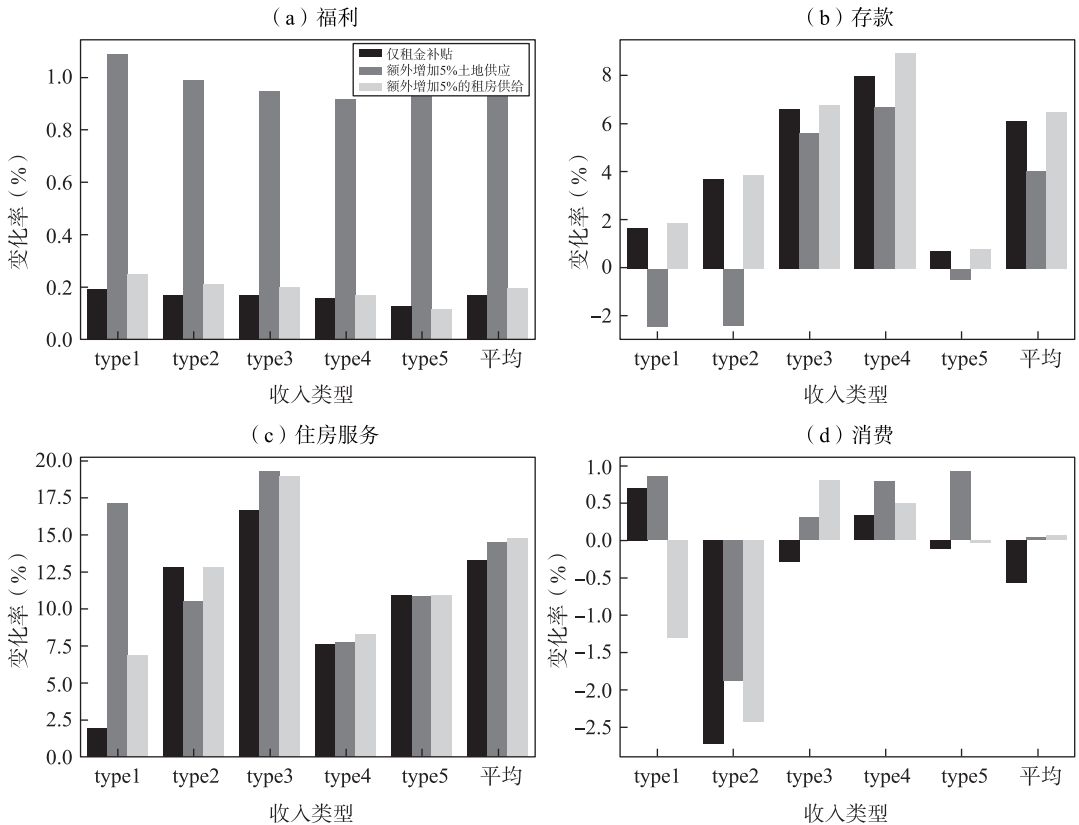 （a）福利
变化率（%）
1.0
0.8
0.6
0.4
0.2
0.0
仅租金补贴
额外增加5%土地供应
额外增加5%的租房供给
type1 type2 type3 type4 type5 平均
收入类型
（b）存款
变化率（%）
8
6
4
2
0
−2
type1 type2 type3 type4 type5 平均
收入类型
（c）住房服务
变化率（%）
20.0
17.5
15.0
12.5
10.0
7.5
5.0
2.5
0.0
type1 type2 type3 type4 type5 平均
收入类型
（d）消费
变化率（%）
1.0
0.5
0.0
−0.5
−1.0
−1.5
−2.0
−2.5
type1 type2 type3 type4 type5 平均
收入类型